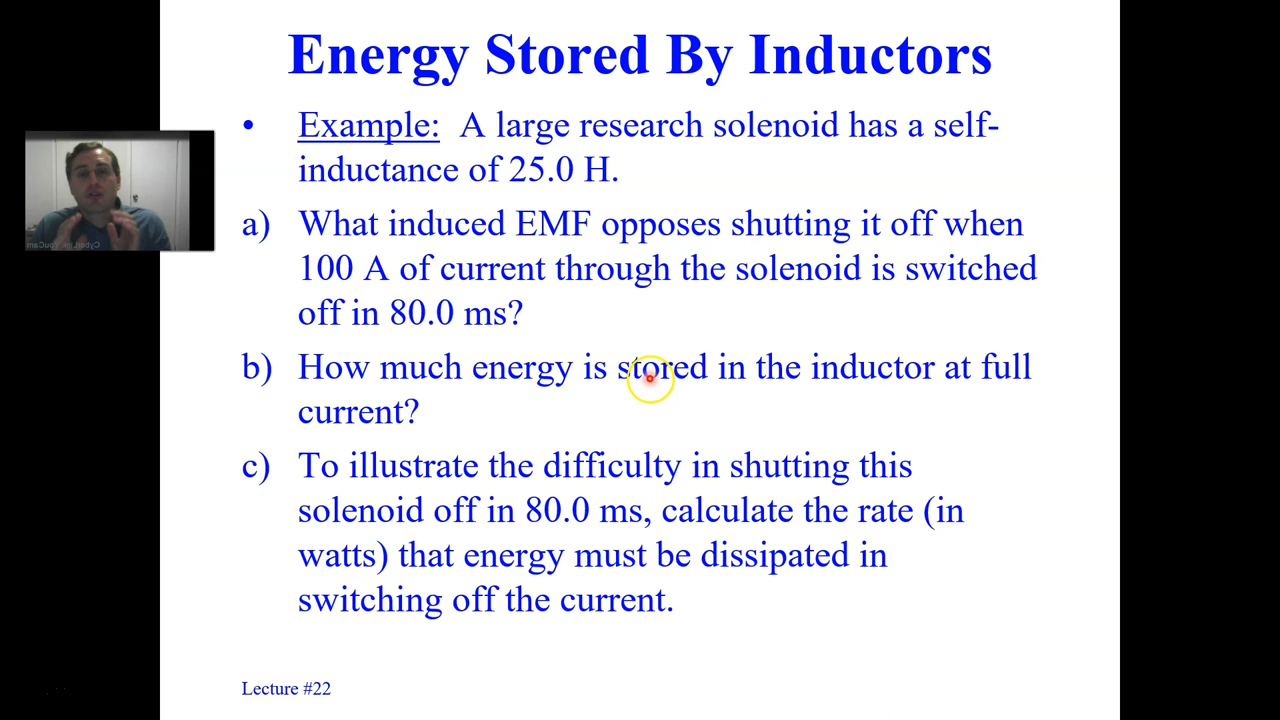 Energy Stored By Inductors
• Example: A large research solenoid has a self-
inductance of 25.0 H.
a) What induced EMF opposes shutting it off when
100 A of current through the solenoid is switched
off in 80.0 ms?
b) How much energy is stored in the inductor at full
current?
c) To illustrate the difficulty in shutting this
solenoid off in 80.0 ms, calculate the rate (in
watts) that energy must be dissipated in
switching off the current.
CyberLink YouCam
Lecture #22